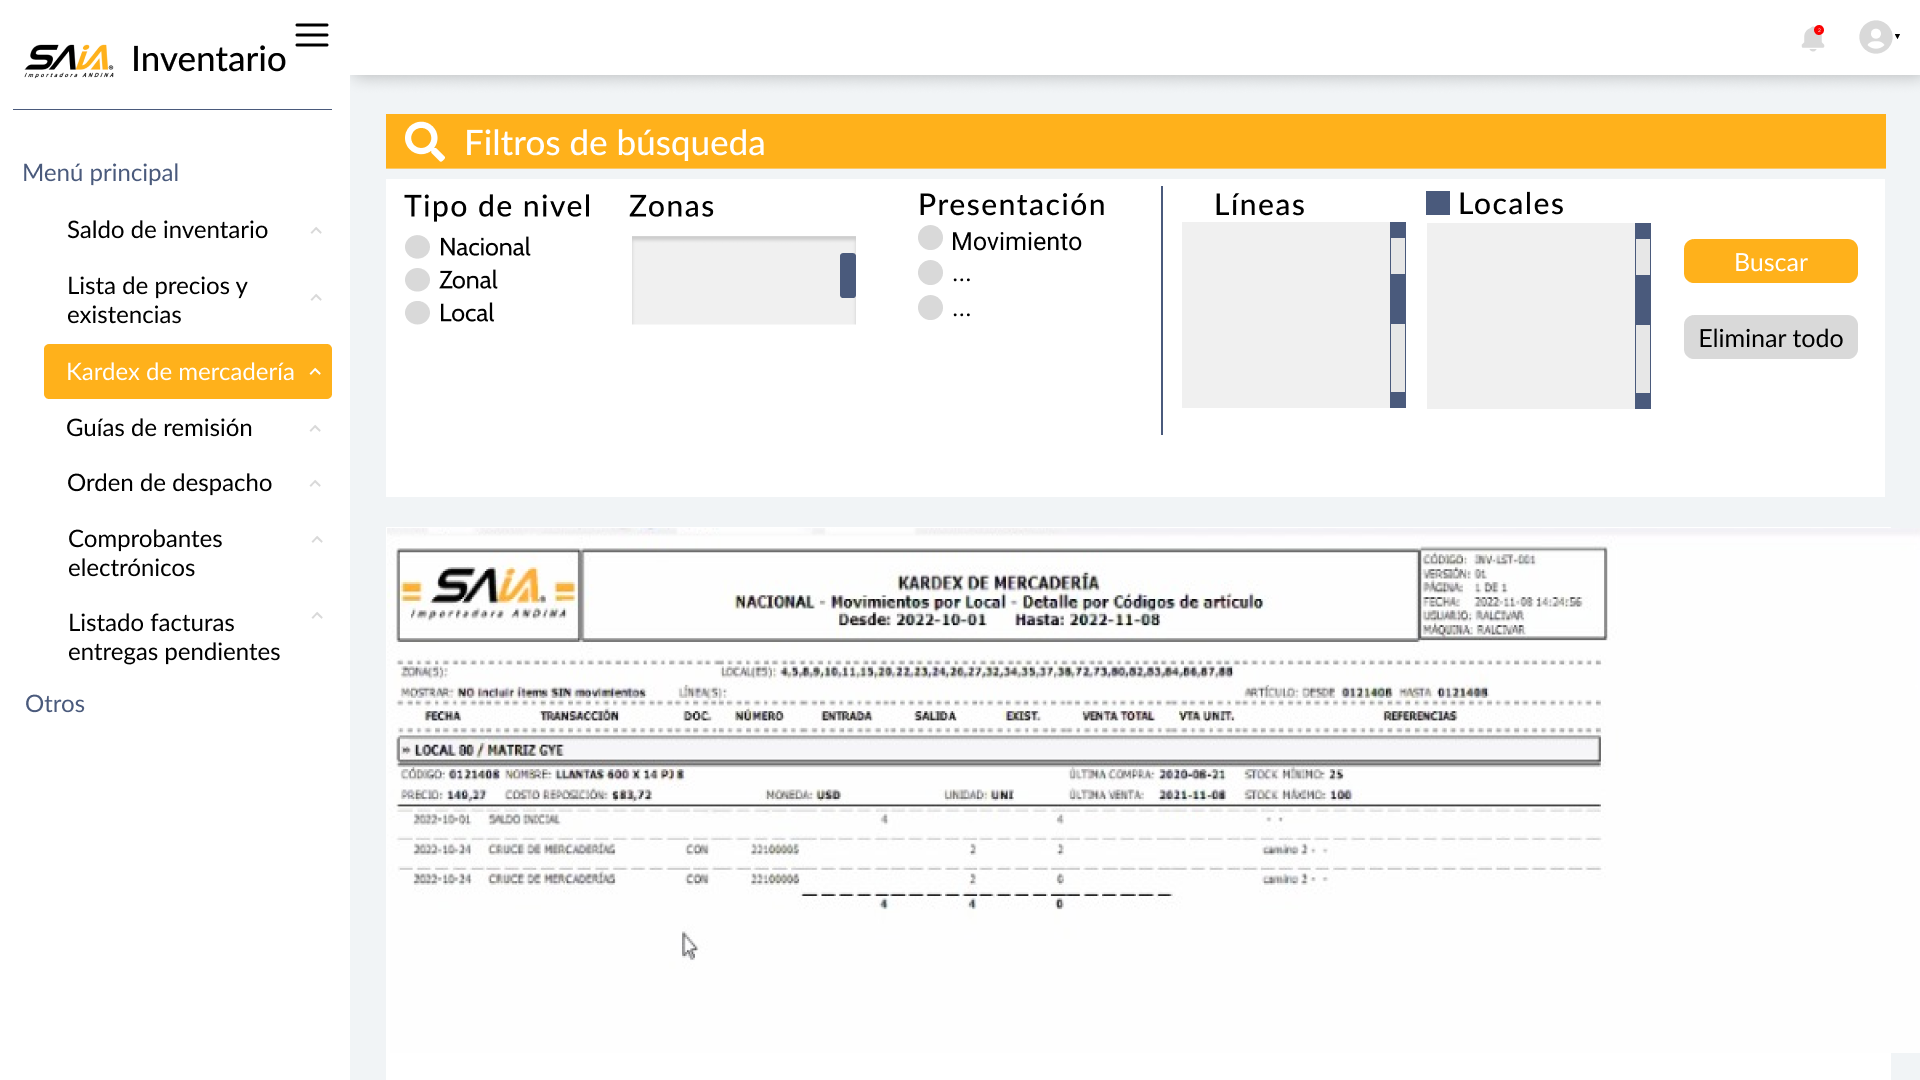 SAiA®
Importadora ANDINA
Inventario
Menú principal
Saldo de inventario
Lista de precios y
existencias
Kardex de mercadería
Guías de remisión
Orden de despacho
Comprobantes
electrónicos
Listado facturas
entregas pendientes
Otros
Filtros de búsqueda
Tipo de nivel
Nacional
Zonal
Local
Zonas
Presentación
Movimiento
...
...
Líneas
Locales
Buscar
Eliminar todo
SAiA.
Importadora ANDINA
KARDEX DE MERCADERÍA
NACIONAL - Movimientos por Local - Detalle por Códigos de artículo
Desde: 2022-10-01 Hasta: 2022-11-08
CÓDIGO: INV-LST-001
VERSIÓN: 01
PÁGINA: 1 DE 1
FECHA: 2022-11-08 14:24:56
USUARIO: RALCIVAR
MÁQUINA: RALCIVAR
ZONA(S): LOCAL(ES): 4,5,8,9,10,11,15,20,22,23,24,26,27,32,34,35,37,38,72,73,80,82,83,84,86,87,88
MOSTRAR: NO incluir ítems SIN movimientos LÍNEA(S): ARTÍCULO: DESDE 0121408 HASTA 0121408
FECHA TRANSACCIÓN DOC. NÚMERO ENTRADA SALIDA EXIST. VENTA TOTAL VTA UNIT. REFERENCIAS
» LOCAL 80 / MATRIZ GYE
CÓDIGO: 0121408 NOMBRE: LLANTAS 600 X 14 PJ 8 ÚLTIMA COMPRA: 2020-08-21 STOCK MÍNIMO: 25
PRECIO: 149,27 COSTO REPOSICIÓN: $83,72 MONEDA: USD UNIDAD: UNI ÚLTIMA VENTA: 2021-11-08 STOCK MÁXIMO: 100
2022-10-01 SALDO INICIAL 4 4 - -
2022-10-24 CRUCE DE MERCADERÍAS CON 22100005 2 2 camino 2 - -
2022-10-24 CRUCE DE MERCADERÍAS CON 22100006 2 0 camino 2 - -
4 4 0